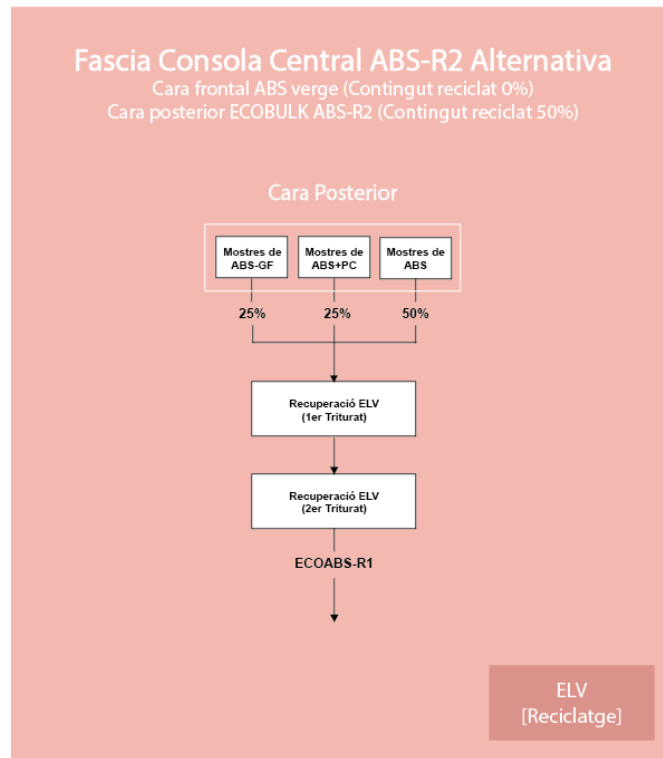 Fascia Consola Central ABS-R2 Alternativa
Cara frontal ABS verge (Contingut reciclat 0%)
Cara posterior ECOBULK ABS-R2 (Contingut reciclat 50%)
Cara Posterior
Mostres de
ABS-GF
Mostres de
ABS+PC
Mostres de
ABS
25%
25%
50%
Recuperació ELV
(1er Triturat)
Recuperació ELV
(2er Triturat)
ECOABS-R1
ELV
[Reciclatge]